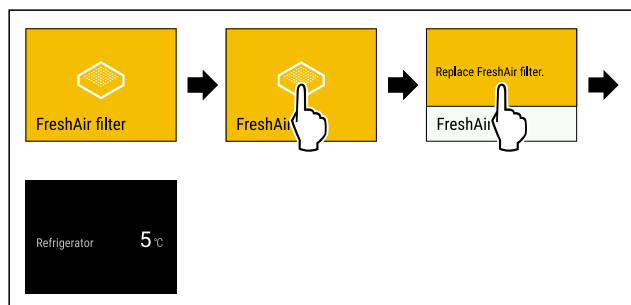 FreshAir filter
FreshAi
Replace FreshAir filter.
FreshAi
Refrigerator 5 °C